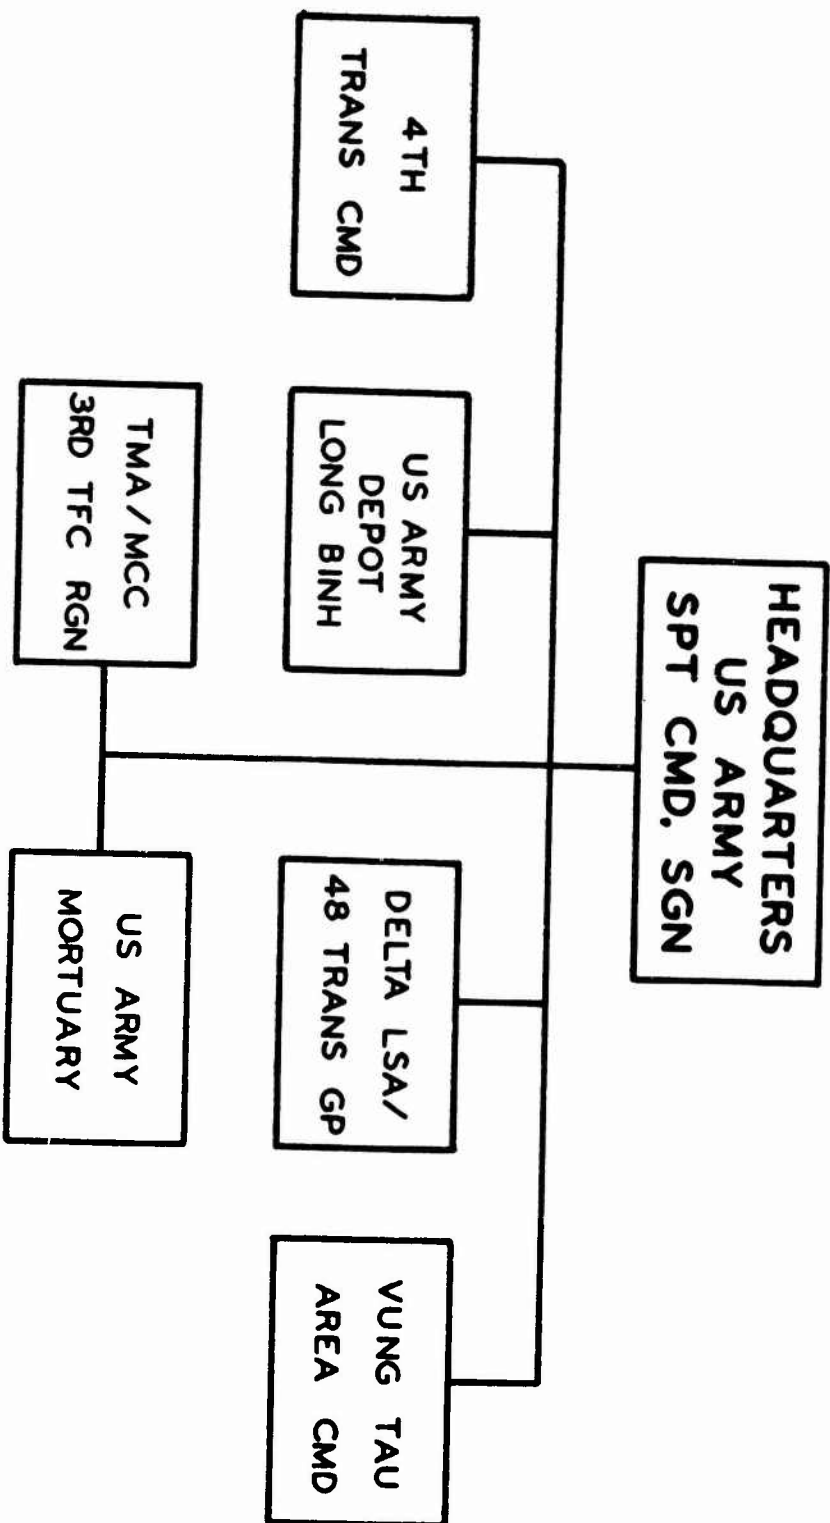 HEADQUARTERS
US ARMY
SPT CMD, SGN
4TH
TRANS CMD
US ARMY
DEPOT
LONG BINH
DELTA LSA/
48 TRANS GP
VUNG TAU
AREA CMD
TMA/MCC
3RD TFC RGN
US ARMY
MORTUARY